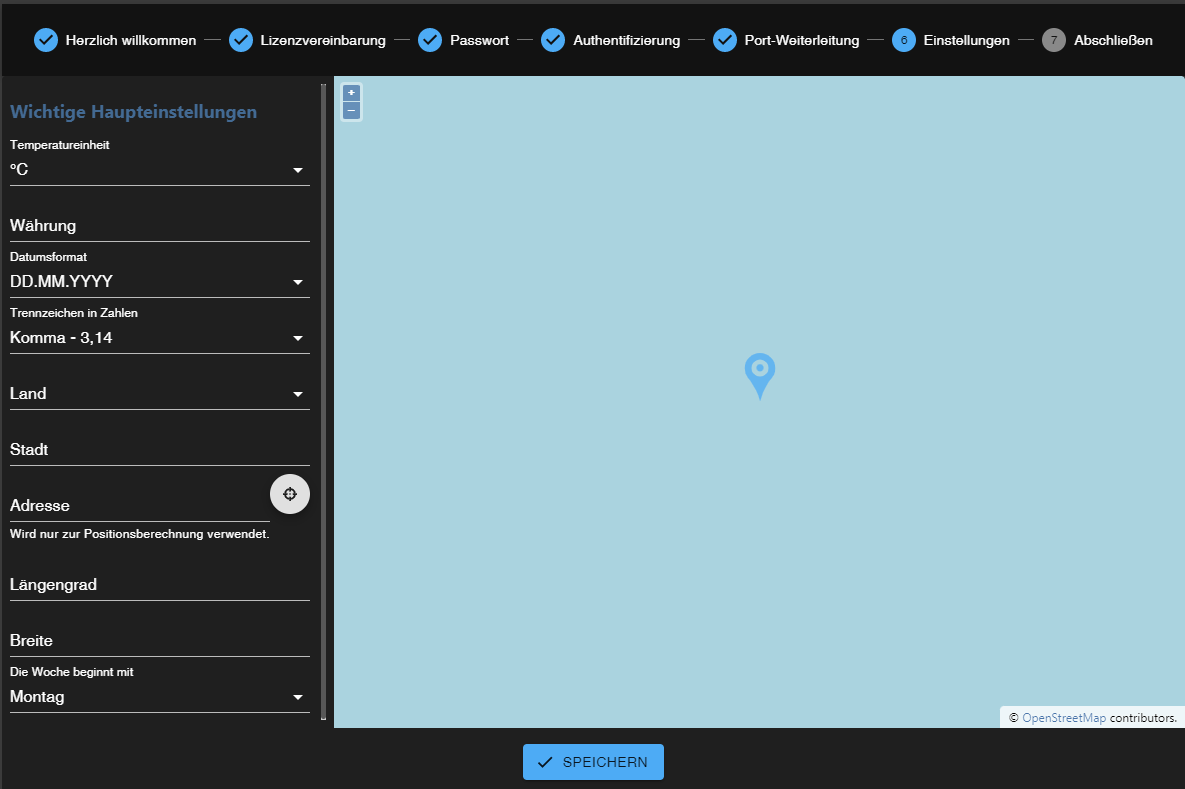 Herzlich willkommen Lizenzvereinbarung Passwort Authentifizierung Port-Weiterleitung 6 Einstellungen 7 Abschließen
Wichtige Haupteinstellungen
Temperatureinheit
°C
Währung
Datumsformat
DD.MM.YYYY
Trennzeichen in Zahlen
Komma - 3,14
Land
Stadt
Adresse
Wird nur zur Positionsberechnung verwendet.
Längengrad
Breite
Die Woche beginnt mit
Montag
+
−
© OpenStreetMap contributors.
SPEICHERN